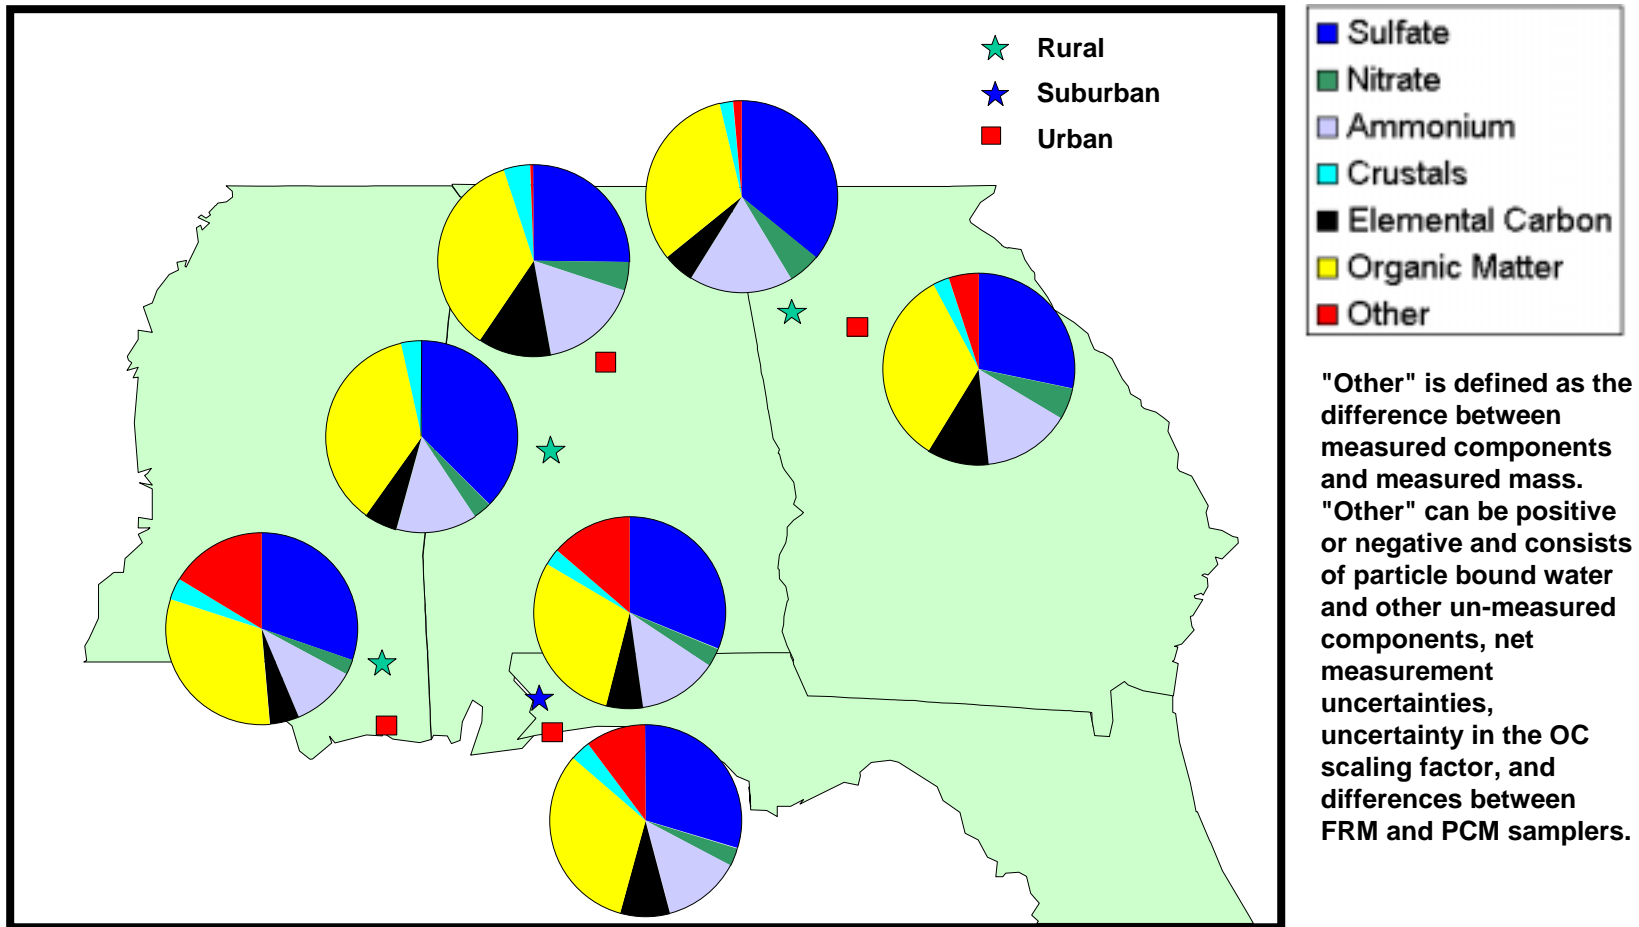 Rural
Suburban
Urban
Sulfate
Nitrate
Ammonium
Crustals
Elemental Carbon
Organic Matter
Other
"Other" is defined as the
difference between
measured components
and measured mass.
"Other" can be positive
or negative and consists
of particle bound water
and other un-measured
components, net
measurement
uncertainties,
uncertainty in the OC
scaling factor, and
differences between
FRM and PCM samplers.